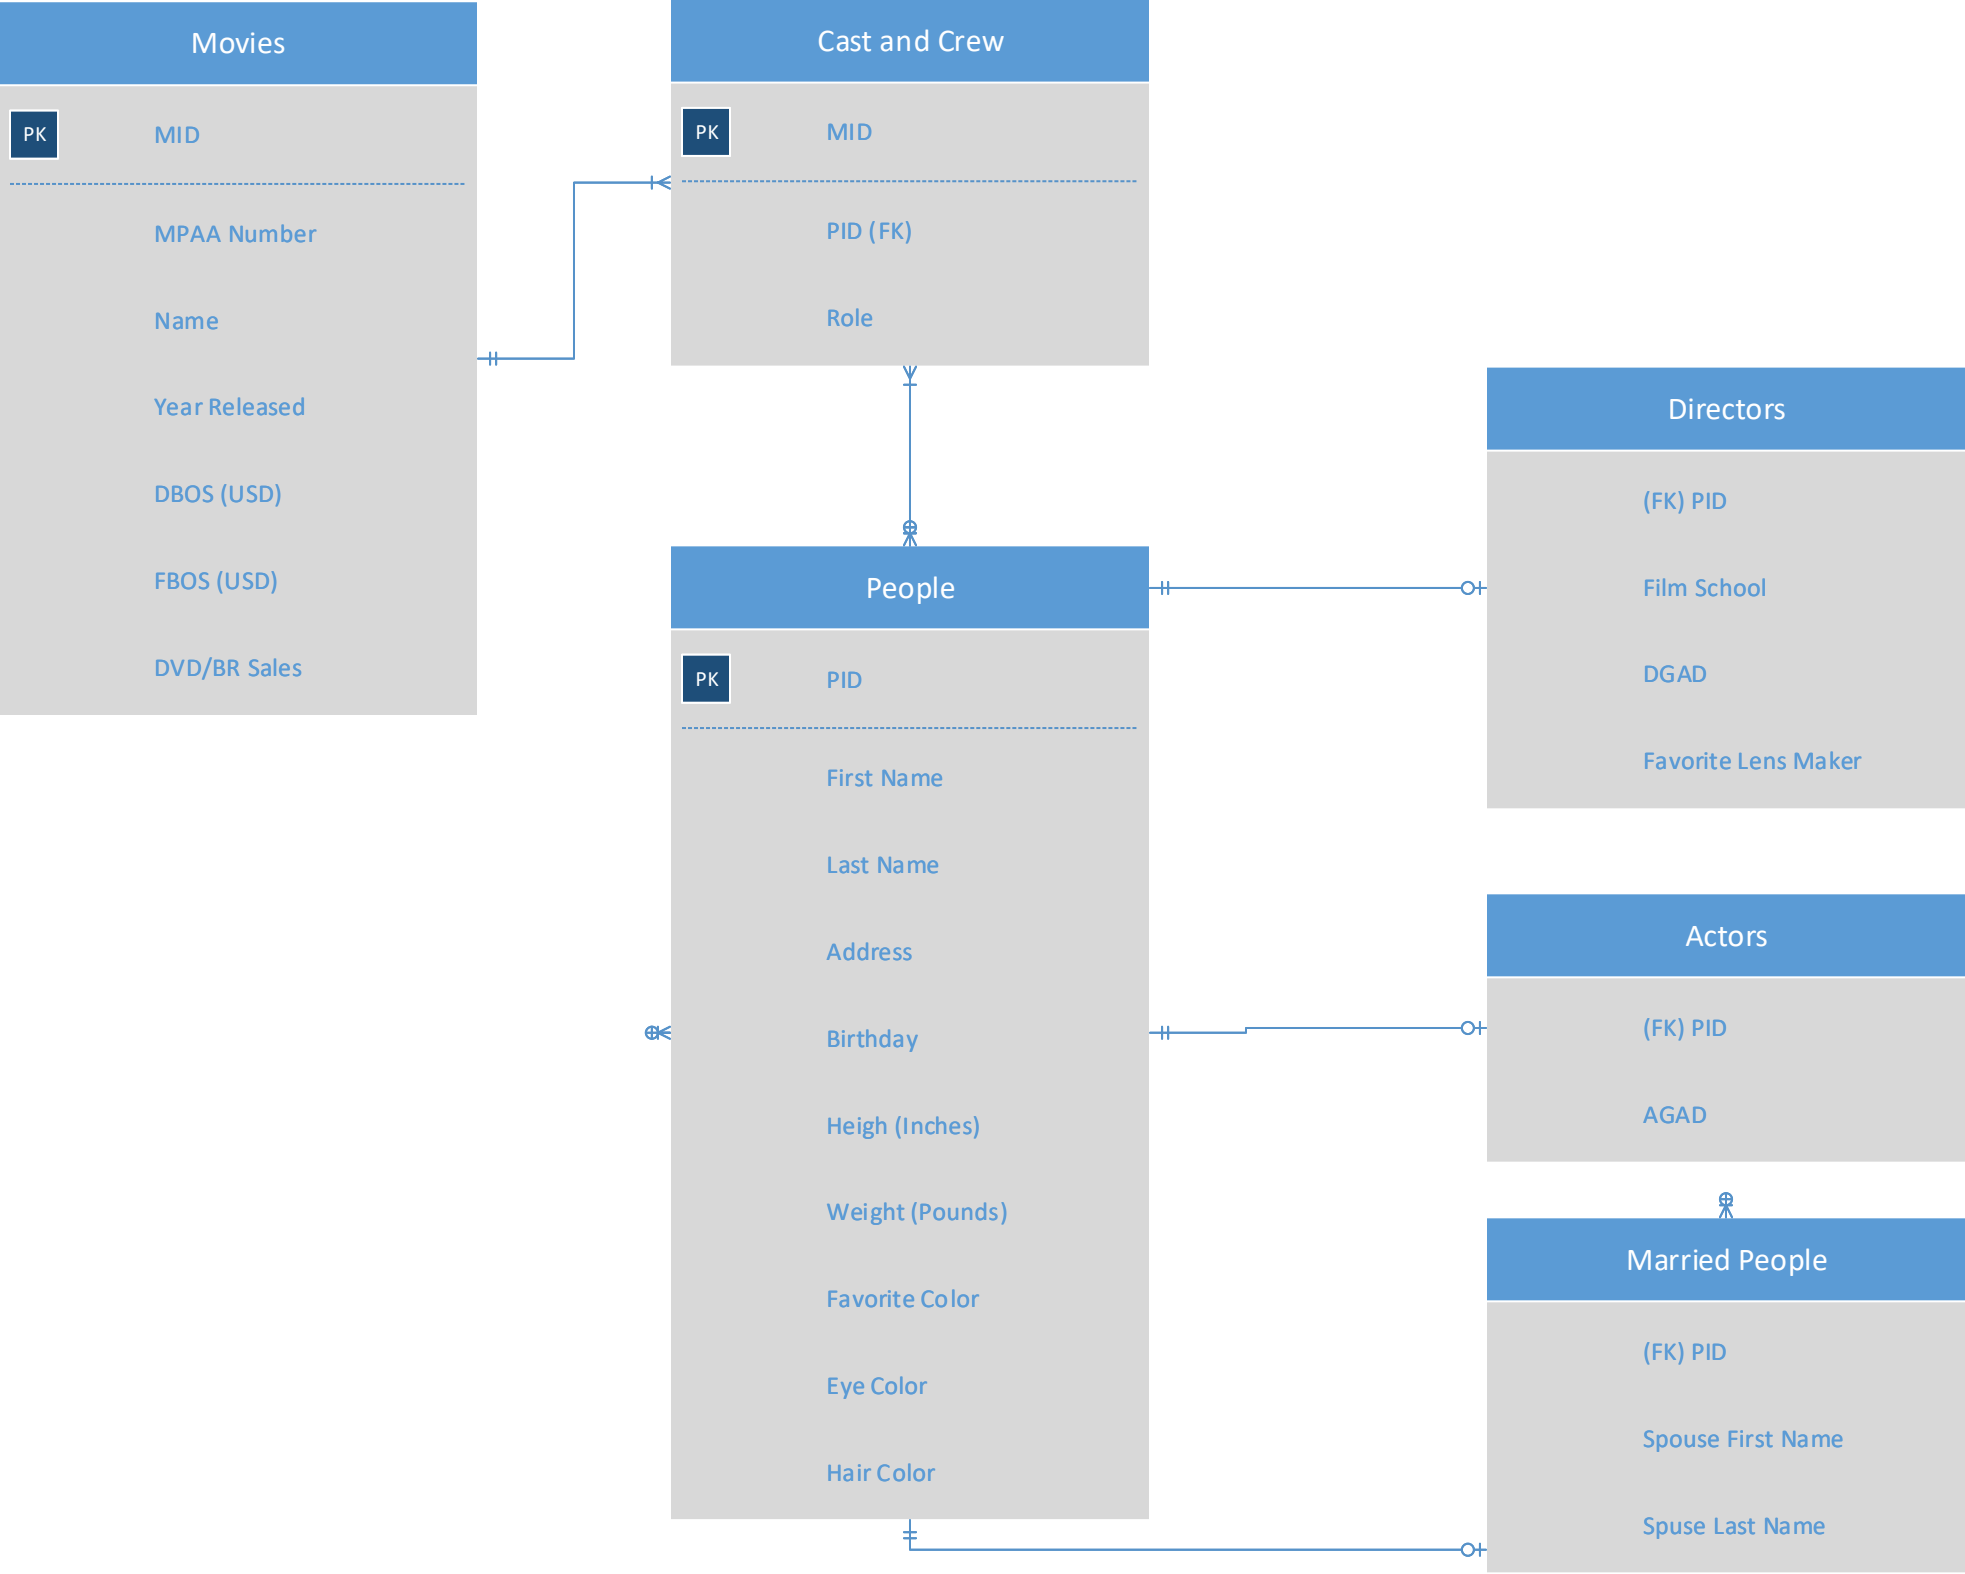 Movies
PK MID
MPAA Number
Name
Year Released
DBOS (USD)
FBOS (USD)
DVD/BR Sales
Cast and Crew
PK MID
PID (FK)
Role
People
PK PID
First Name
Last Name
Address
Birthday
Heigh (Inches)
Weight (Pounds)
Favorite Color
Eye Color
Hair Color
Directors
(FK) PID
Film School
DGAD
Favorite Lens Maker
Actors
(FK) PID
AGAD
Married People
(FK) PID
Spouse First Name
Spuse Last Name